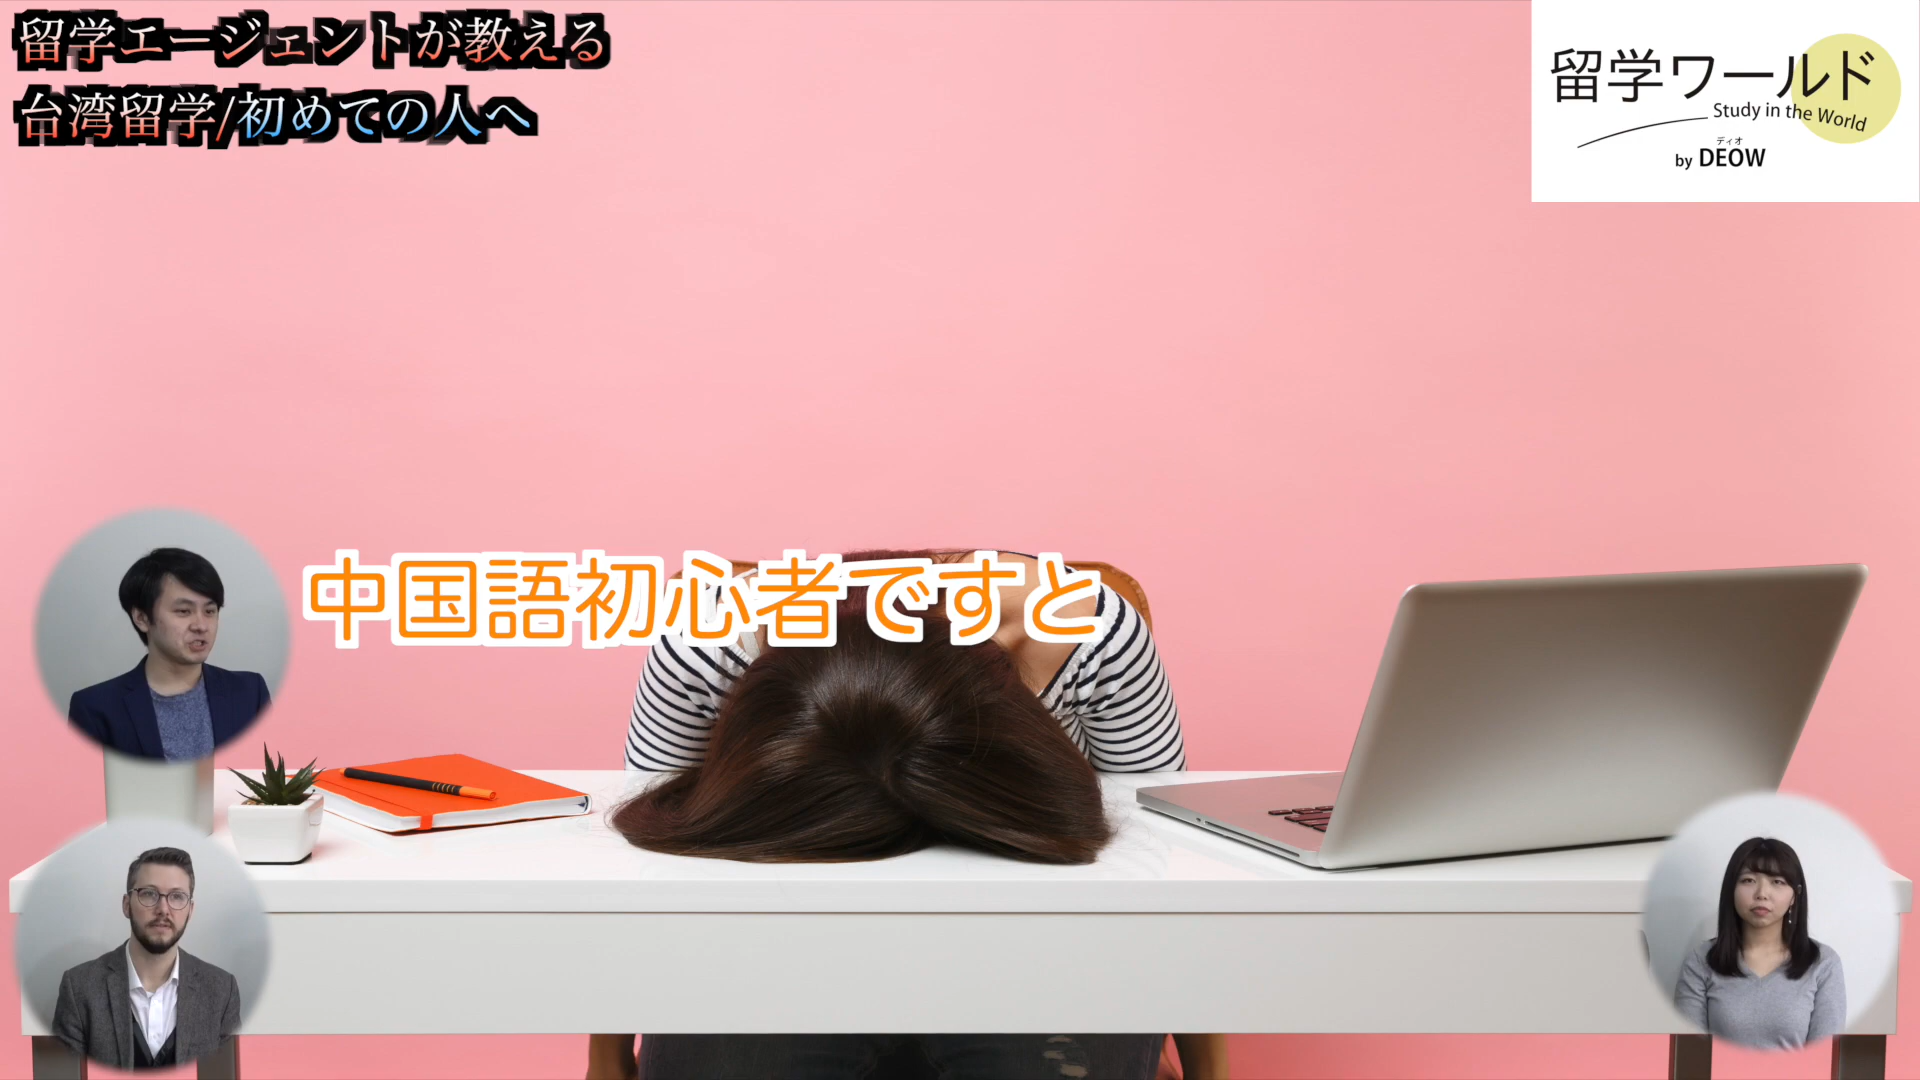 留学エージェントが教える
台湾留学/初めての人へ
留学ワールド
Study in the World
ディオ
by DEOW
中国語初心者ですと